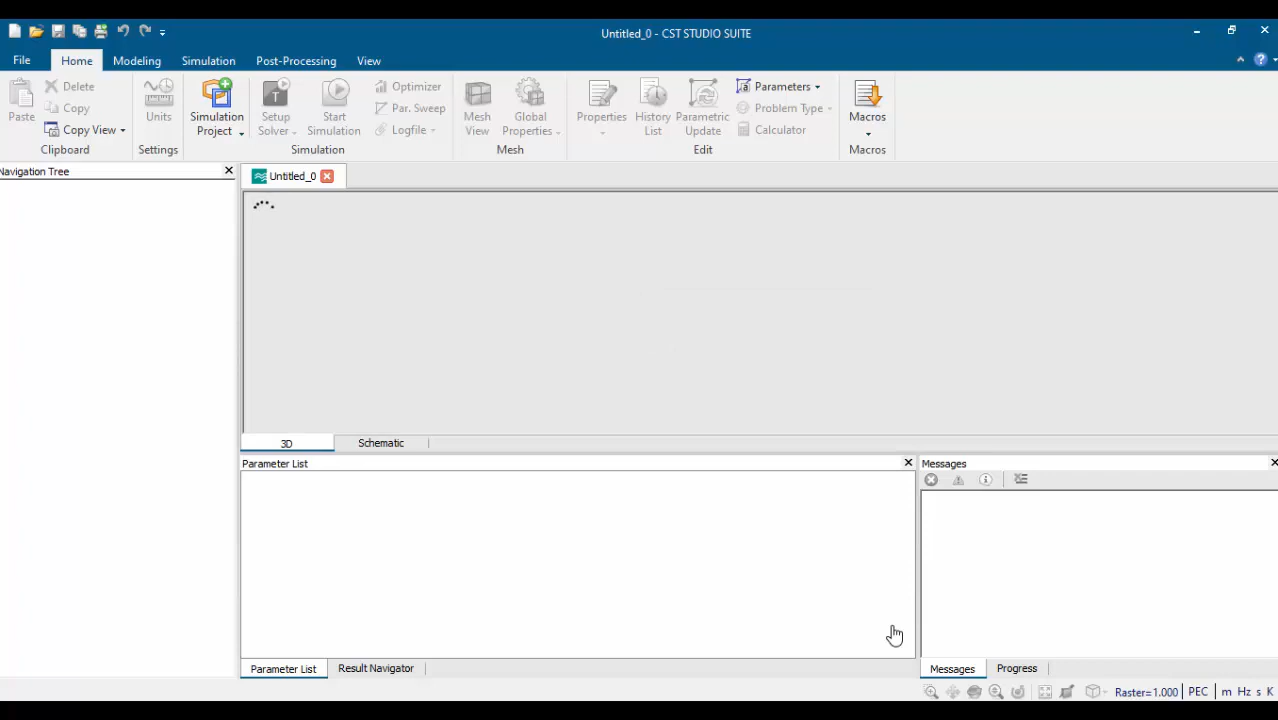 Untitled_0 - CST STUDIO SUITE
File Home Modeling Simulation Post-Processing View
Paste
Delete
Copy
Copy View
Clipboard
Units
Settings
Simulation Project
Setup Solver
Start Simulation
Optimizer
Par. Sweep
Logfile
Simulation
Mesh View
Global Properties
Mesh
Properties
History List
Parametric Update
Parameters
Problem Type
Calculator
Edit
Macros
Macros
Navigation Tree
Untitled_0
3D Schematic
Parameter List
Messages
Parameter List Result Navigator
Messages Progress
Raster=1.000 PEC m Hz s K